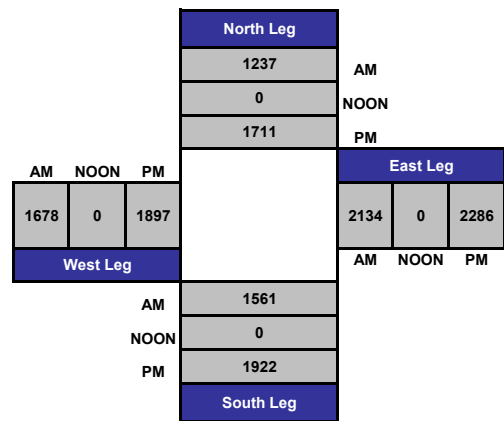 North Leg
1237
AM
0
NOON
1711
PM
AM NOON PM
East Leg
1678 0 1897
2134 0 2286
West Leg
AM NOON PM
1561
AM
0
NOON
1922
PM
South Leg